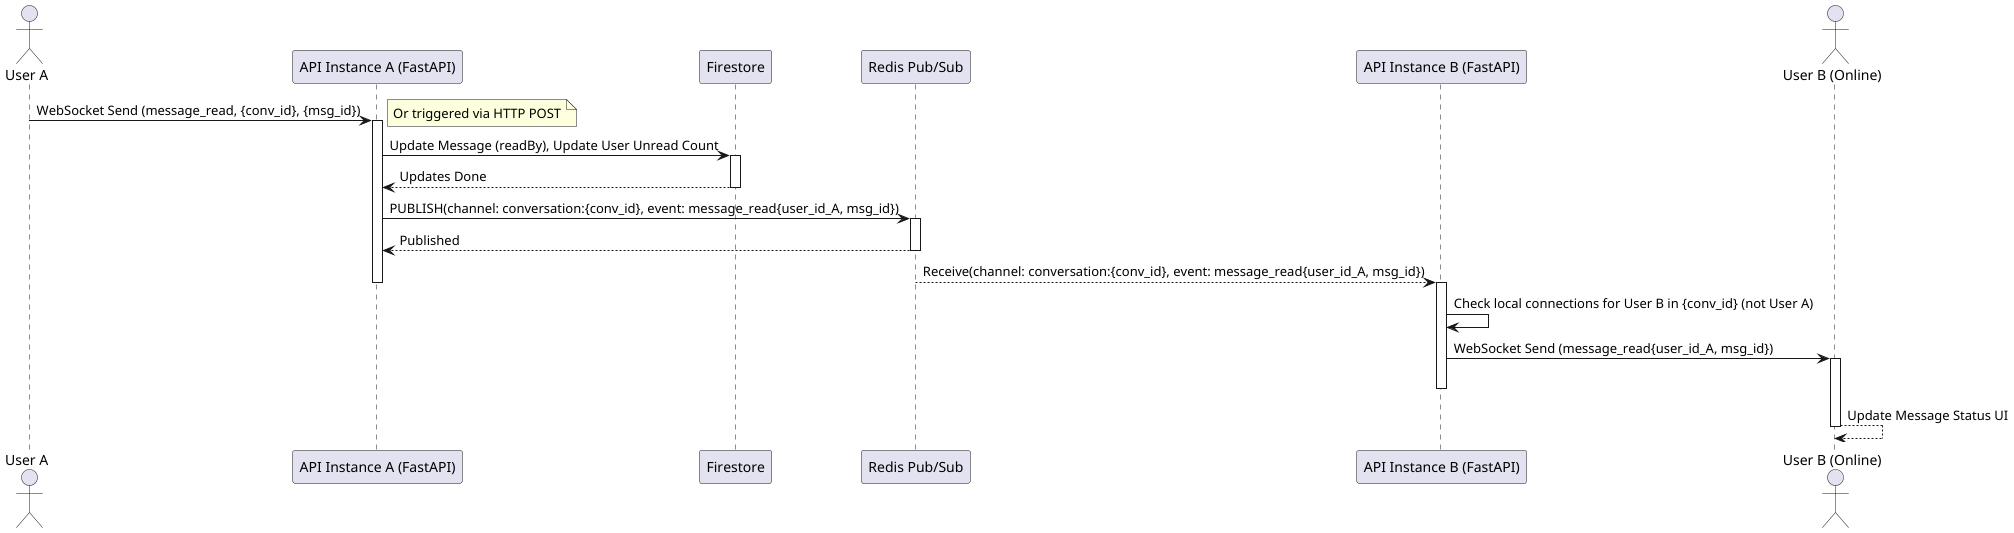 User A
API Instance A (FastAPI)
Firestore
Redis Pub/Sub
API Instance B (FastAPI)
User B (Online)
WebSocket Send (message_read, {conv_id}, {msg_id})
Or triggered via HTTP POST
Update Message (readBy), Update User Unread Count
Updates Done
PUBLISH(channel: conversation:{conv_id}, event: message_read{user_id_A, msg_id})
Published
Receive(channel: conversation:{conv_id}, event: message_read{user_id_A, msg_id})
Check local connections for User B in {conv_id} (not User A)
WebSocket Send (message_read{user_id_A, msg_id})
Update Message Status UI
User A
API Instance A (FastAPI)
Firestore
Redis Pub/Sub
API Instance B (FastAPI)
User B (Online)